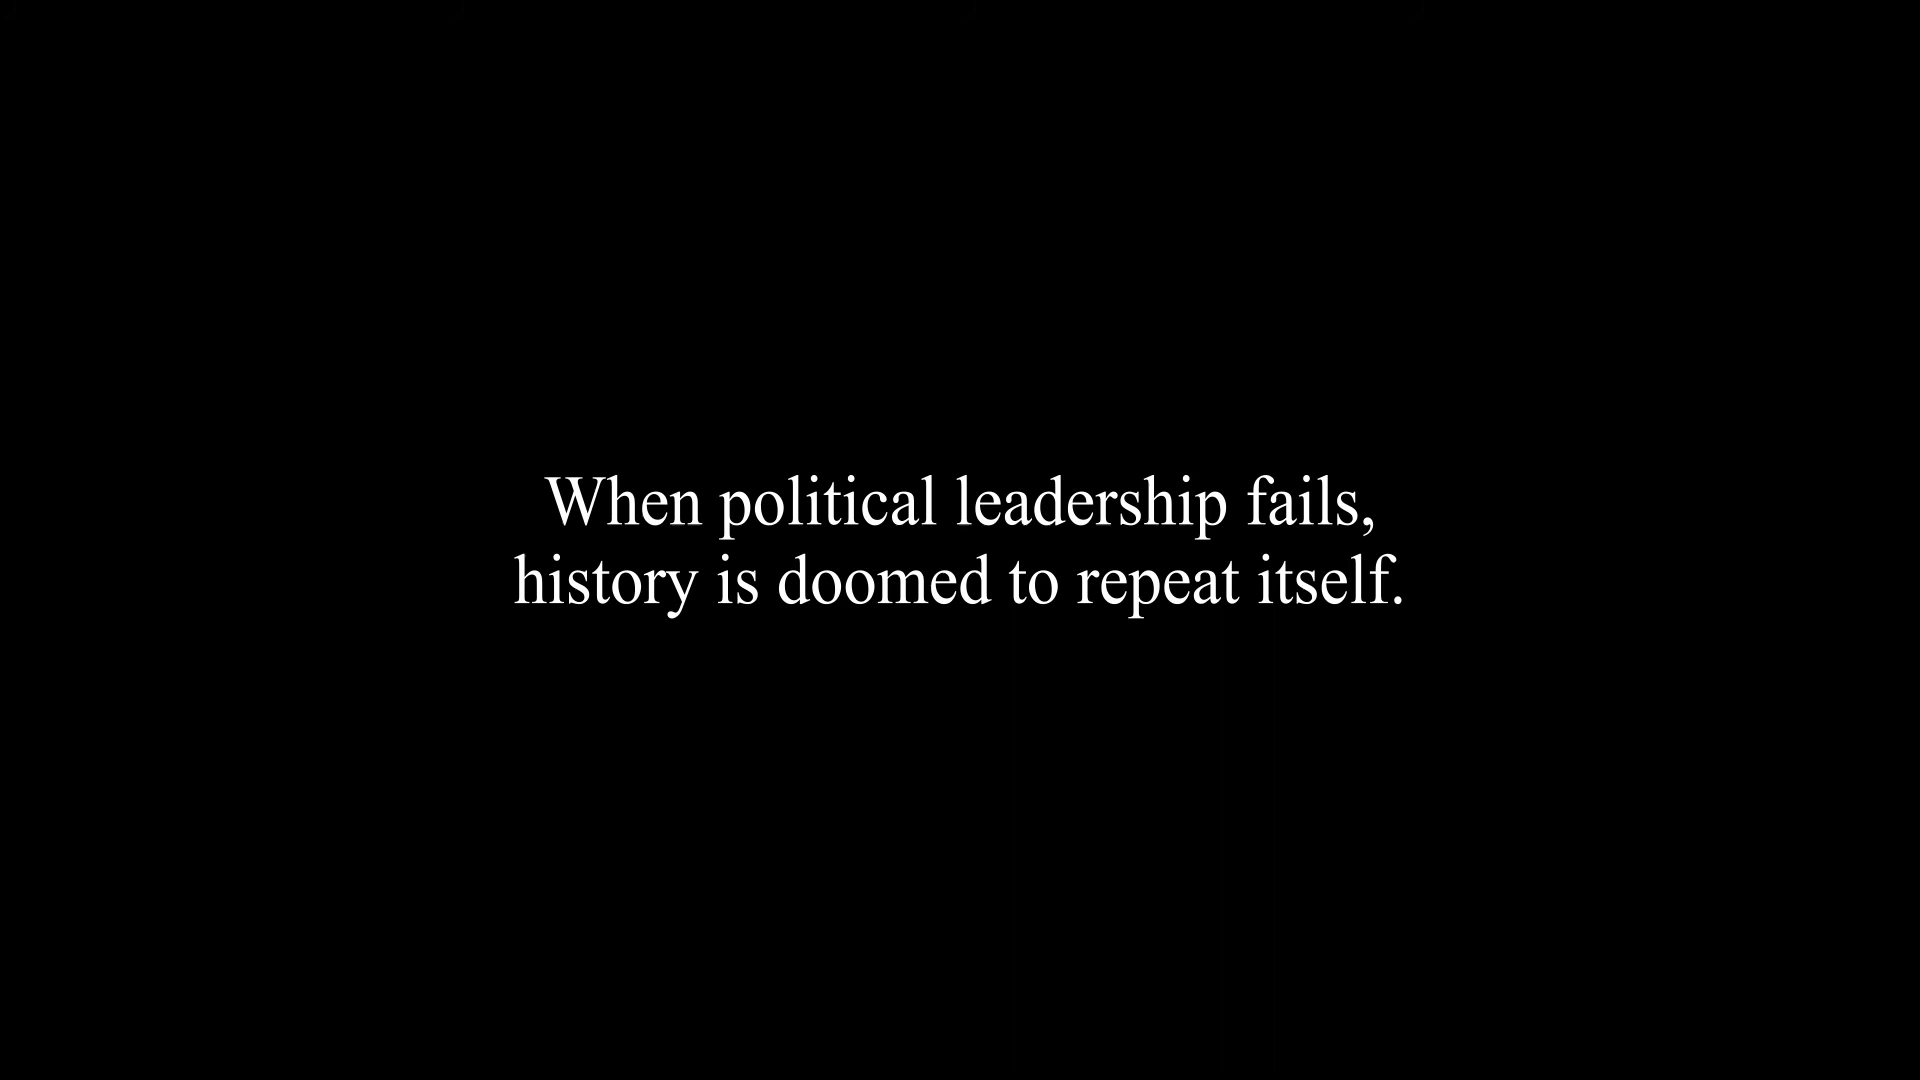 When political leadership fails,
history is doomed to repeat itself.